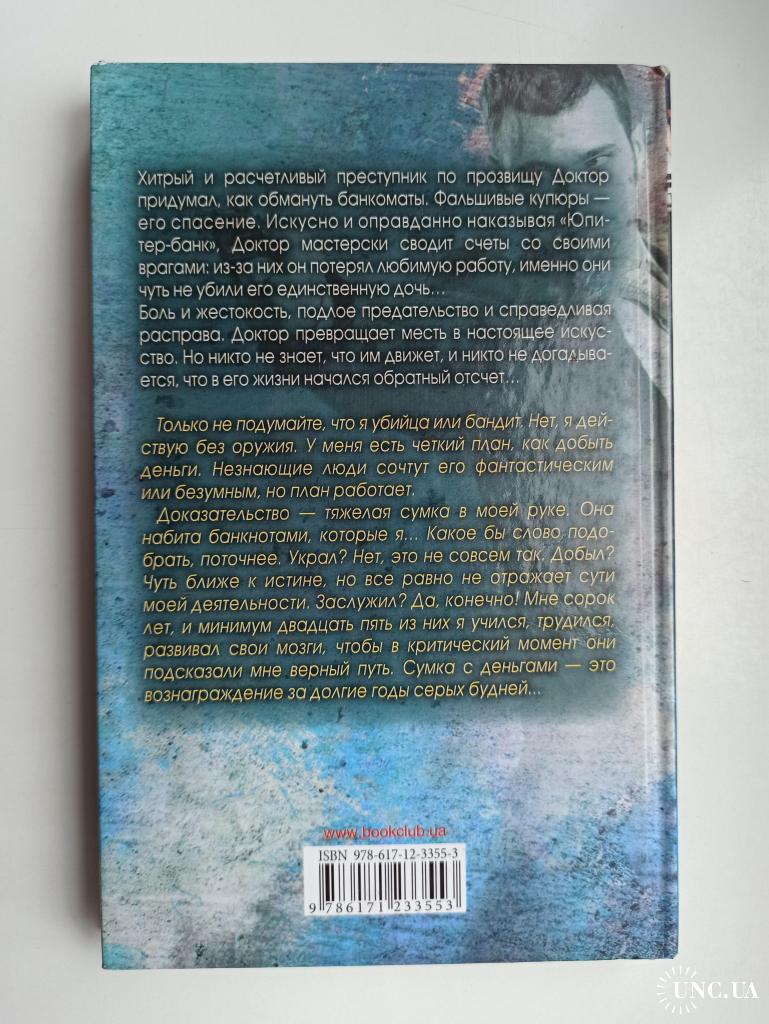 Хитрый и расчетливый преступник по прозвищу Доктор
придумал, как обмануть банкоматы. Фальшивые купюры —
его спасение. Искусно и оправданно наказывая «Юпи-
тер-банк», Доктор мастерски сводит счеты со своими
врагами: из-за них он потерял любимую работу, именно они
чуть не убили его единственную дочь...
Боль и жестокость, подлое предательство и справедливая
расправа. Доктор превращает месть в настоящее искус-
ство. Но никто не знает, что им движет, и никто не догадыва-
ется, что в его жизни начался обратный отсчет...
Только не подумайте, что я убийца или бандит. Нет, я дей-
ствую без оружия. У меня есть четкий план, как добыть
деньги. Незнающие люди сочтут его фантастическим
или безумным, но план работает.
Доказательство — тяжелая сумка в моей руке. Она
набита банкнотами, которые я... Какое бы слово подо-
брать, поточнее. Украл? Нет, это не совсем так. Добыл?
Чуть ближе к истине, но все равно не отражает сути
моей деятельности. Заслужил? Да, конечно! Мне сорок
лет, и минимум двадцать пять из них я учился, трудился,
развивал свои мозги, чтобы в критический момент они
подсказали мне верный путь. Сумка с деньгами — это
вознаграждение за долгие годы серых будней...
www.bookclub.ua
ISBN 978-617-12-3355-3
9 786171 233553
UNC.UA